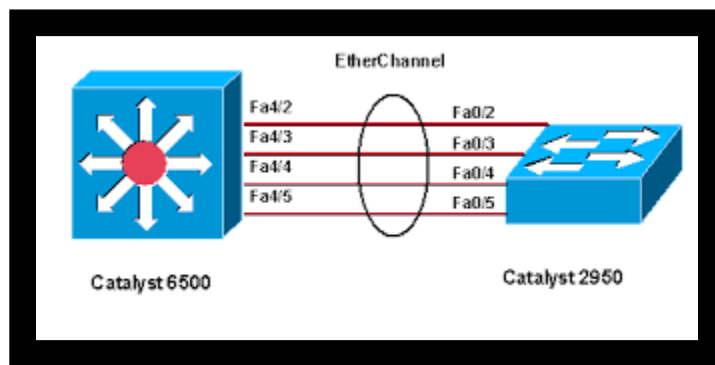 EtherChannel
Fa4/2 Fa0/2
Fa4/3 Fa0/3
Fa4/4 Fa0/4
Fa4/5 Fa0/5
Catalyst 6500 Catalyst 2950